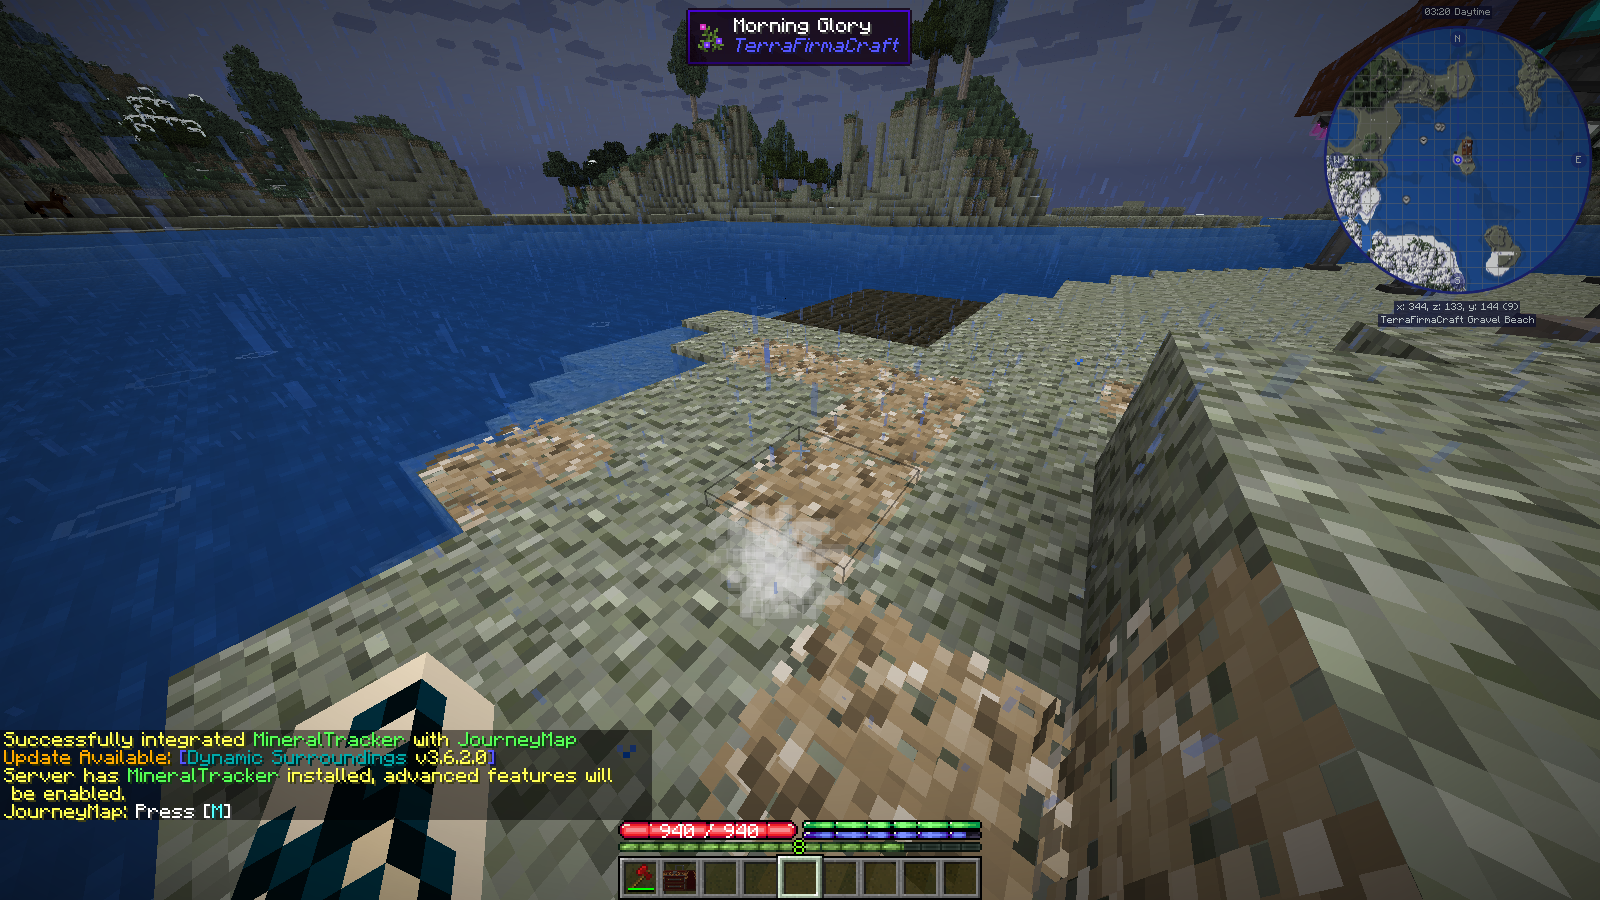 Morning Glory
TerraFirmaCraft
03:20 Daytime
N
E
x: 344, z: 133, y: 144 (9)
TerraFirmaCraft Gravel Beach
Successfully integrated MineralTracker with JourneyMap
Update Available: [Dynamic Surroundings v3.6.2.0]
Server has MineralTracker installed, advanced features will
be enabled.
JourneyMap: Press [M]
940 / 940
8